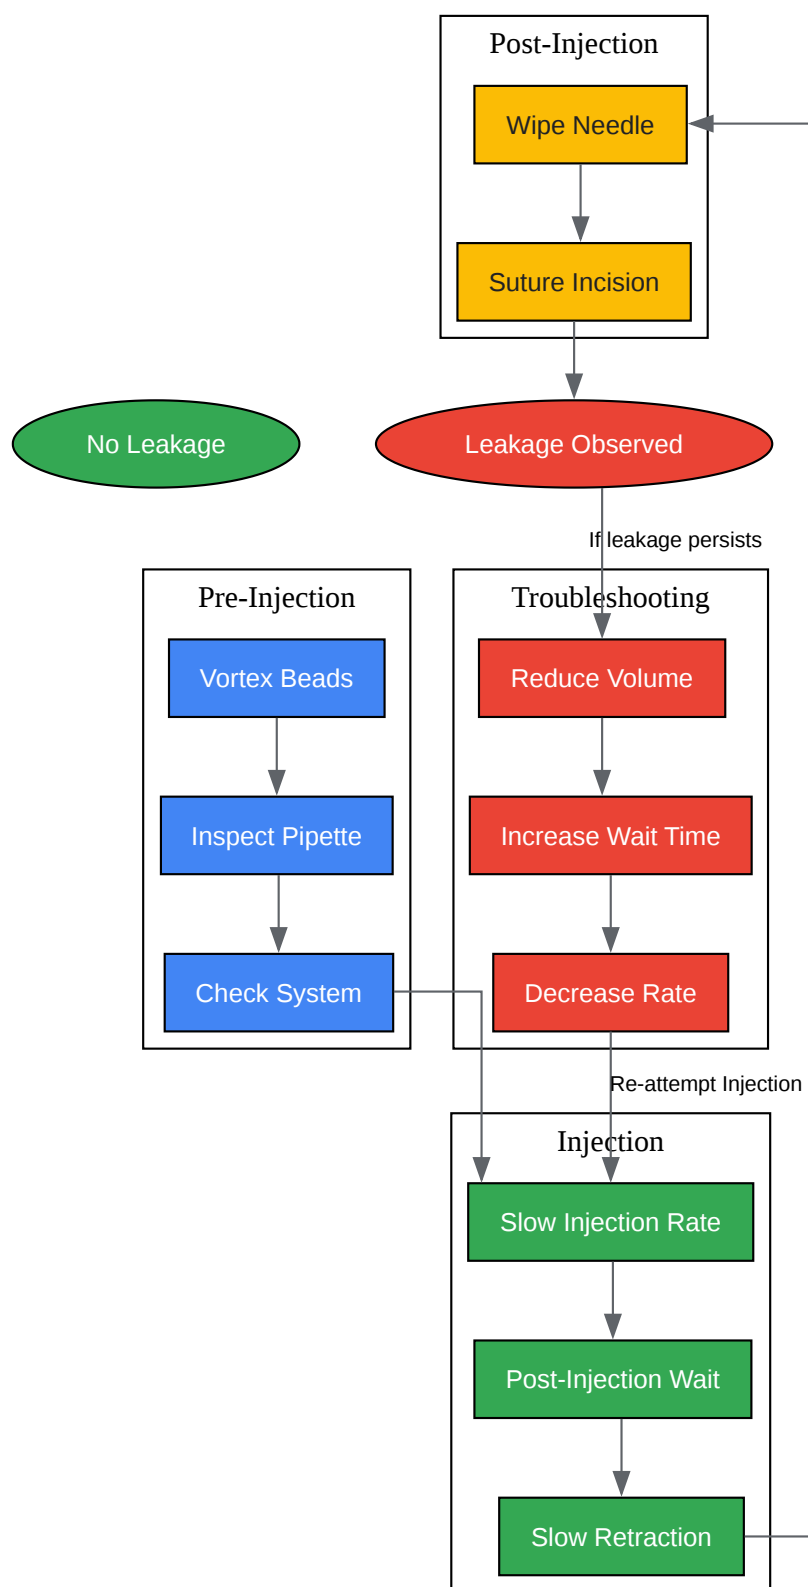 Post-Injection
Wipe Needle
Suture Incision
No Leakage
Leakage Observed
If leakage persists
Pre-Injection
Vortex Beads
Inspect Pipette
Check System
Troubleshooting
Reduce Volume
Increase Wait Time
Decrease Rate
Re-attempt Injection
Injection
Slow Injection Rate
Post-Injection Wait
Slow Retraction